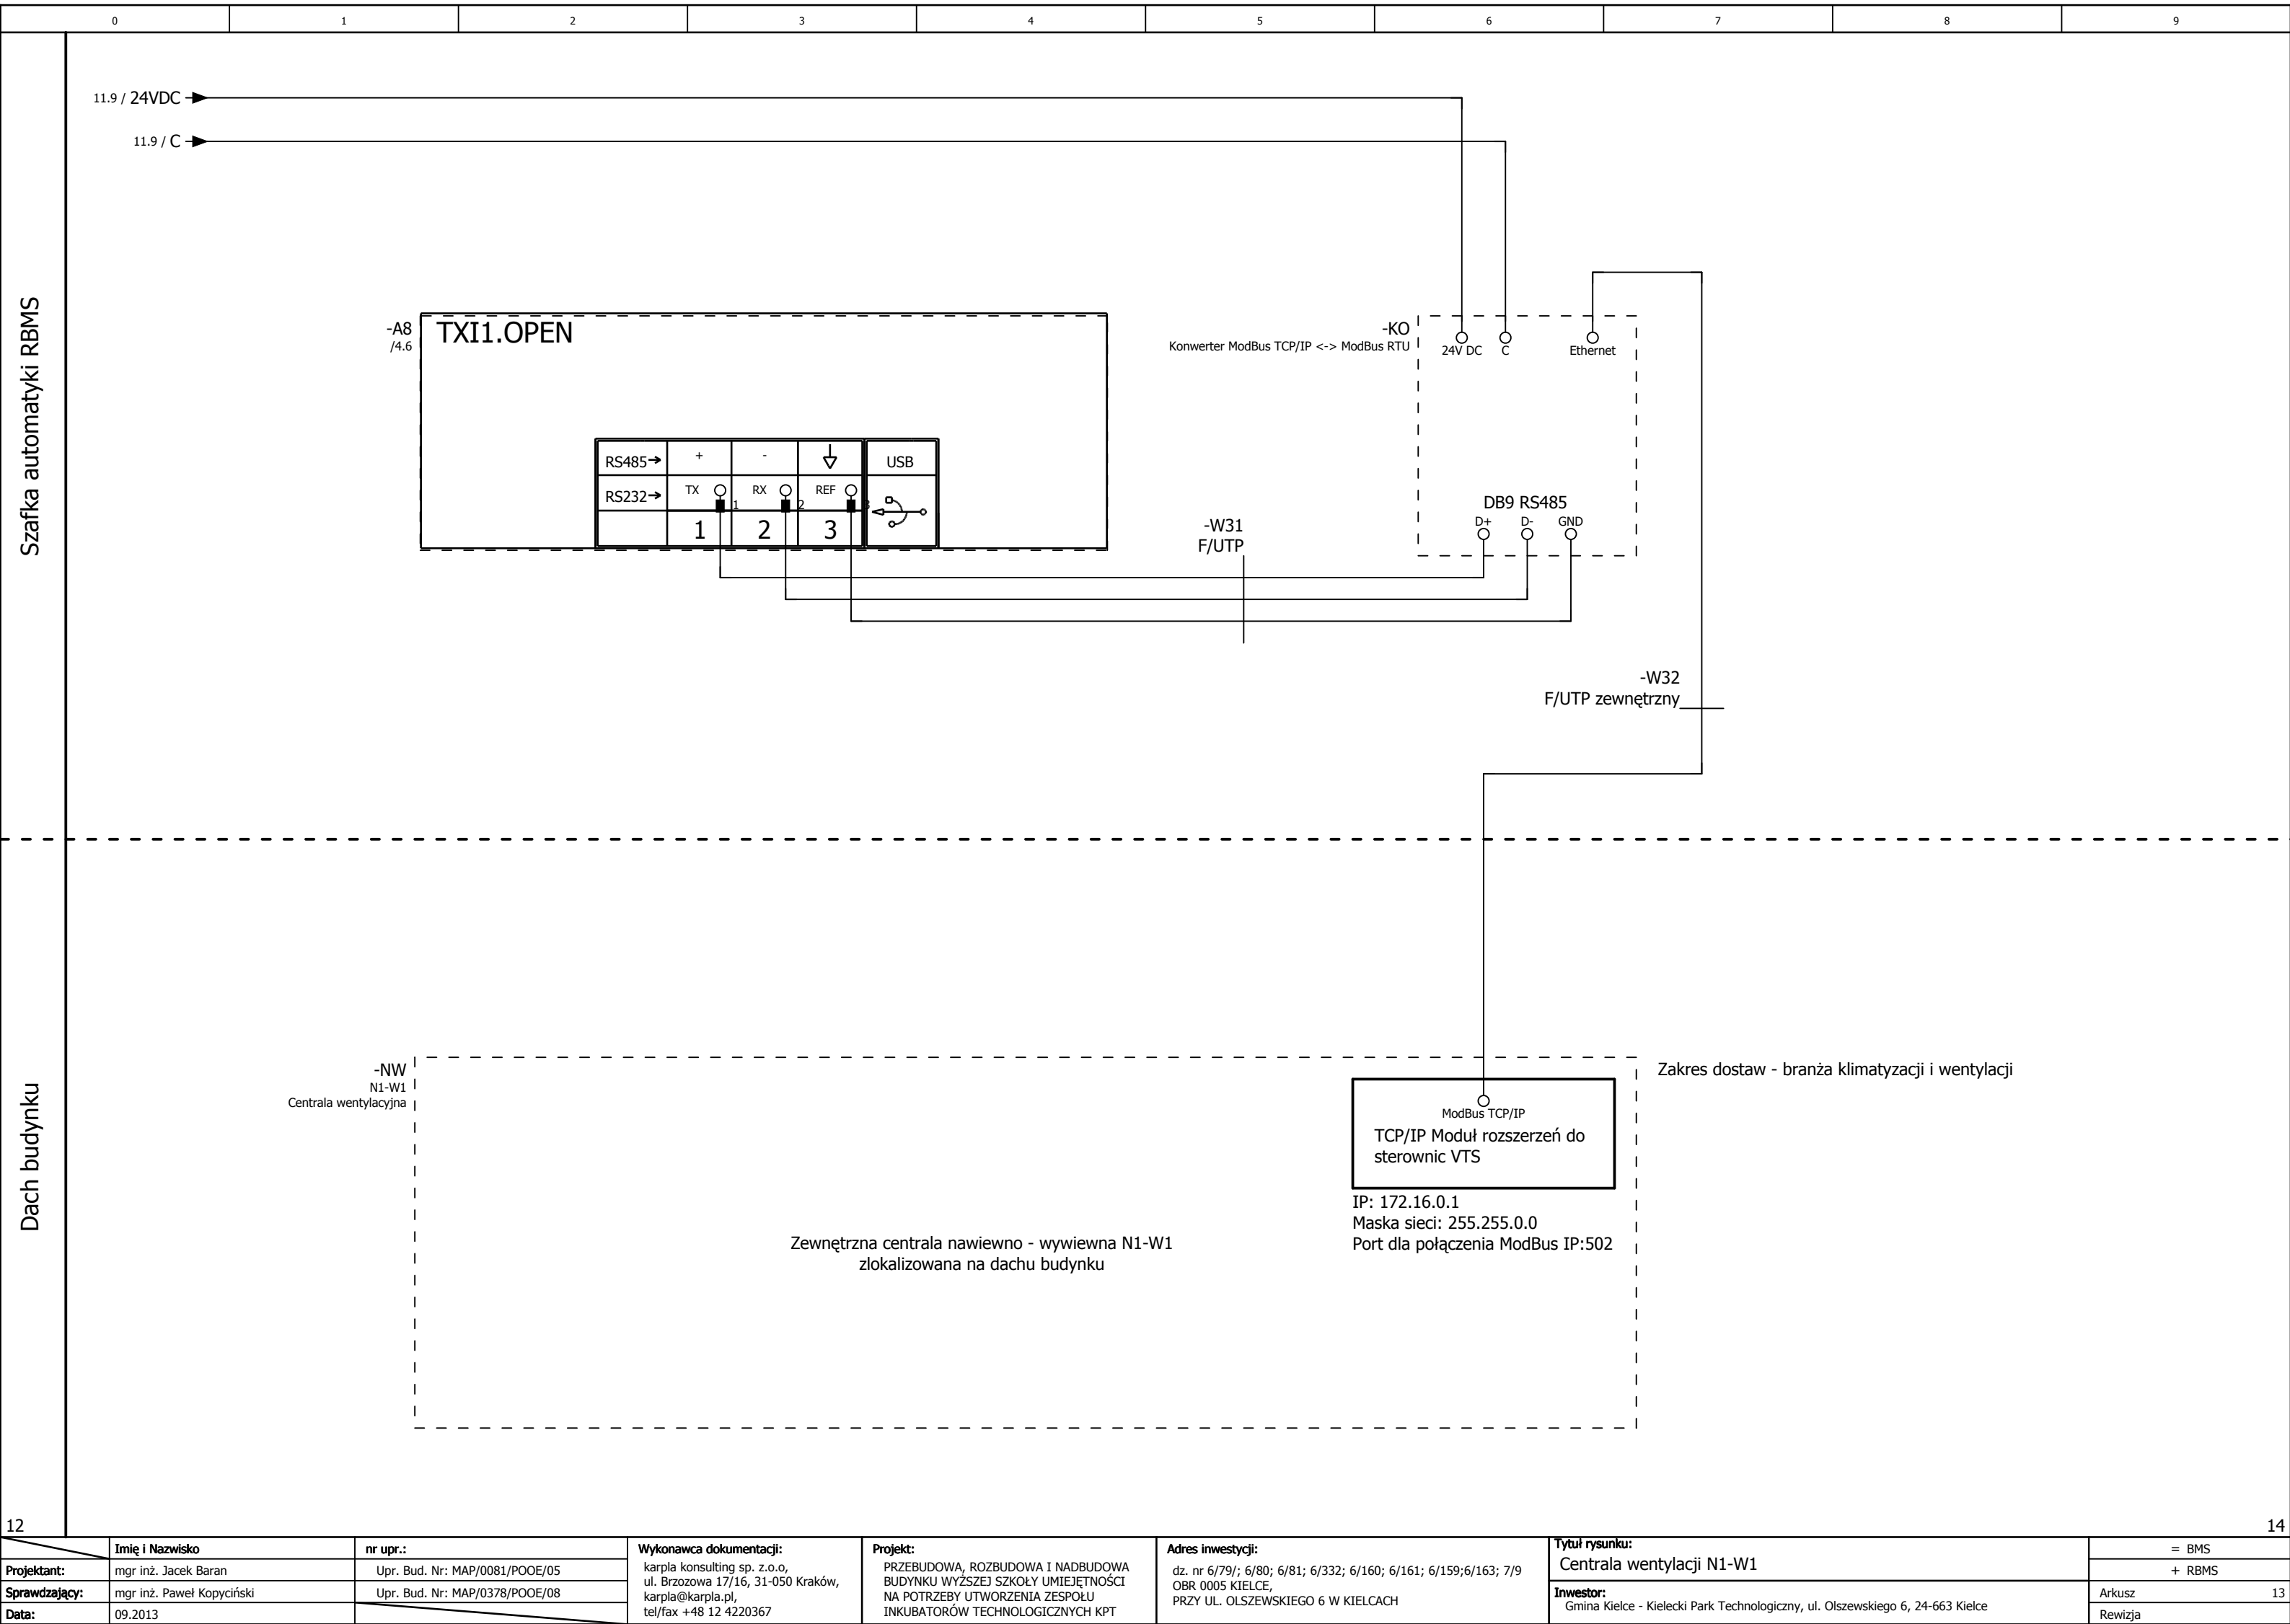 0 1 2 3 4 5 6 7 8 9
Szafka automatyki RBMS
11.9 / 24VDC
11.9 / C
-A8
/4.6
TXI1.OPEN
RS485 + - USB
RS232 TX 1 RX 2 REF 3
1 2 3
-KO
Konwerter ModBus TCP/IP <-> ModBus RTU
24V DC C Ethernet
DB9 RS485
D+ D- GND
-W31
F/UTP
-W32
F/UTP zewnętrzny
Dach budynku
-NW
N1-W1
Centrala wentylacyjna
Zakres dostaw - branża klimatyzacji i wentylacji
ModBus TCP/IP
TCP/IP Moduł rozszerzeń do
sterownic VTS
IP: 172.16.0.1
Maska sieci: 255.255.0.0
Port dla połączenia ModBus IP:502
Zewnętrzna centrala nawiewno - wywiewna N1-W1
zlokalizowana na dachu budynku
12
14
Imię i Nazwisko
nr upr.:
Projektant:
mgr inż. Jacek Baran
Upr. Bud. Nr: MAP/0081/POOE/05
Sprawdzający:
mgr inż. Paweł Kopyciński
Upr. Bud. Nr: MAP/0378/POOE/08
Data:
09.2013
Wykonawca dokumentacji:
karpla konsulting sp. z.o.o,
ul. Brzozowa 17/16, 31-050 Kraków,
karpla@karpla.pl,
tel/fax +48 12 4220367
Projekt:
PRZEBUDOWA, ROZBUDOWA I NADBUDOWA
BUDYNKU WYŻSZEJ SZKOŁY UMIEJĘTNOŚCI
NA POTRZEBY UTWORZENIA ZESPOŁU
INKUBATORÓW TECHNOLOGICZNYCH KPT
Adres inwestycji:
dz. nr 6/79/; 6/80; 6/81; 6/332; 6/160; 6/161; 6/159;6/163; 7/9
OBR 0005 KIELCE,
PRZY UL. OLSZEWSKIEGO 6 W KIELCACH
Tytuł rysunku:
Centrala wentylacji N1-W1
Inwestor:
Gmina Kielce - Kielecki Park Technologiczny, ul. Olszewskiego 6, 24-663 Kielce
= BMS
+ RBMS
Arkusz 13
Rewizja